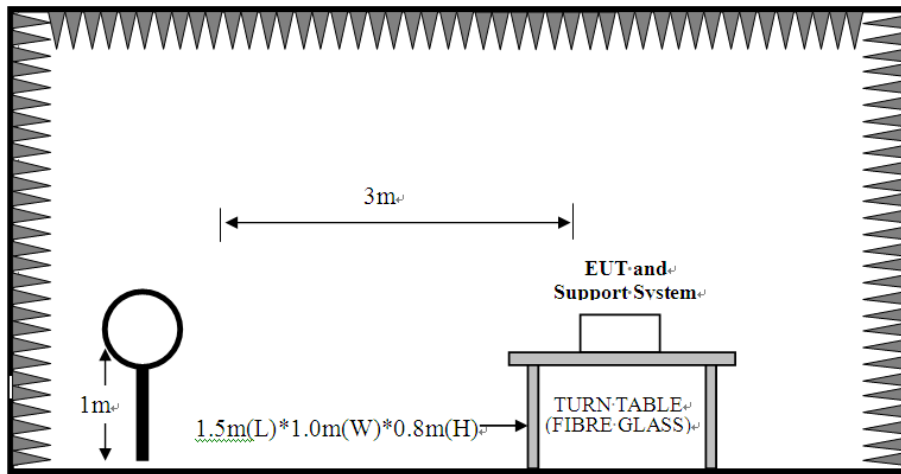 3m
EUT and
Support System
1m
1.5m(L)*1.0m(W)*0.8m(H)
TURN TABLE
(FIBRE GLASS)